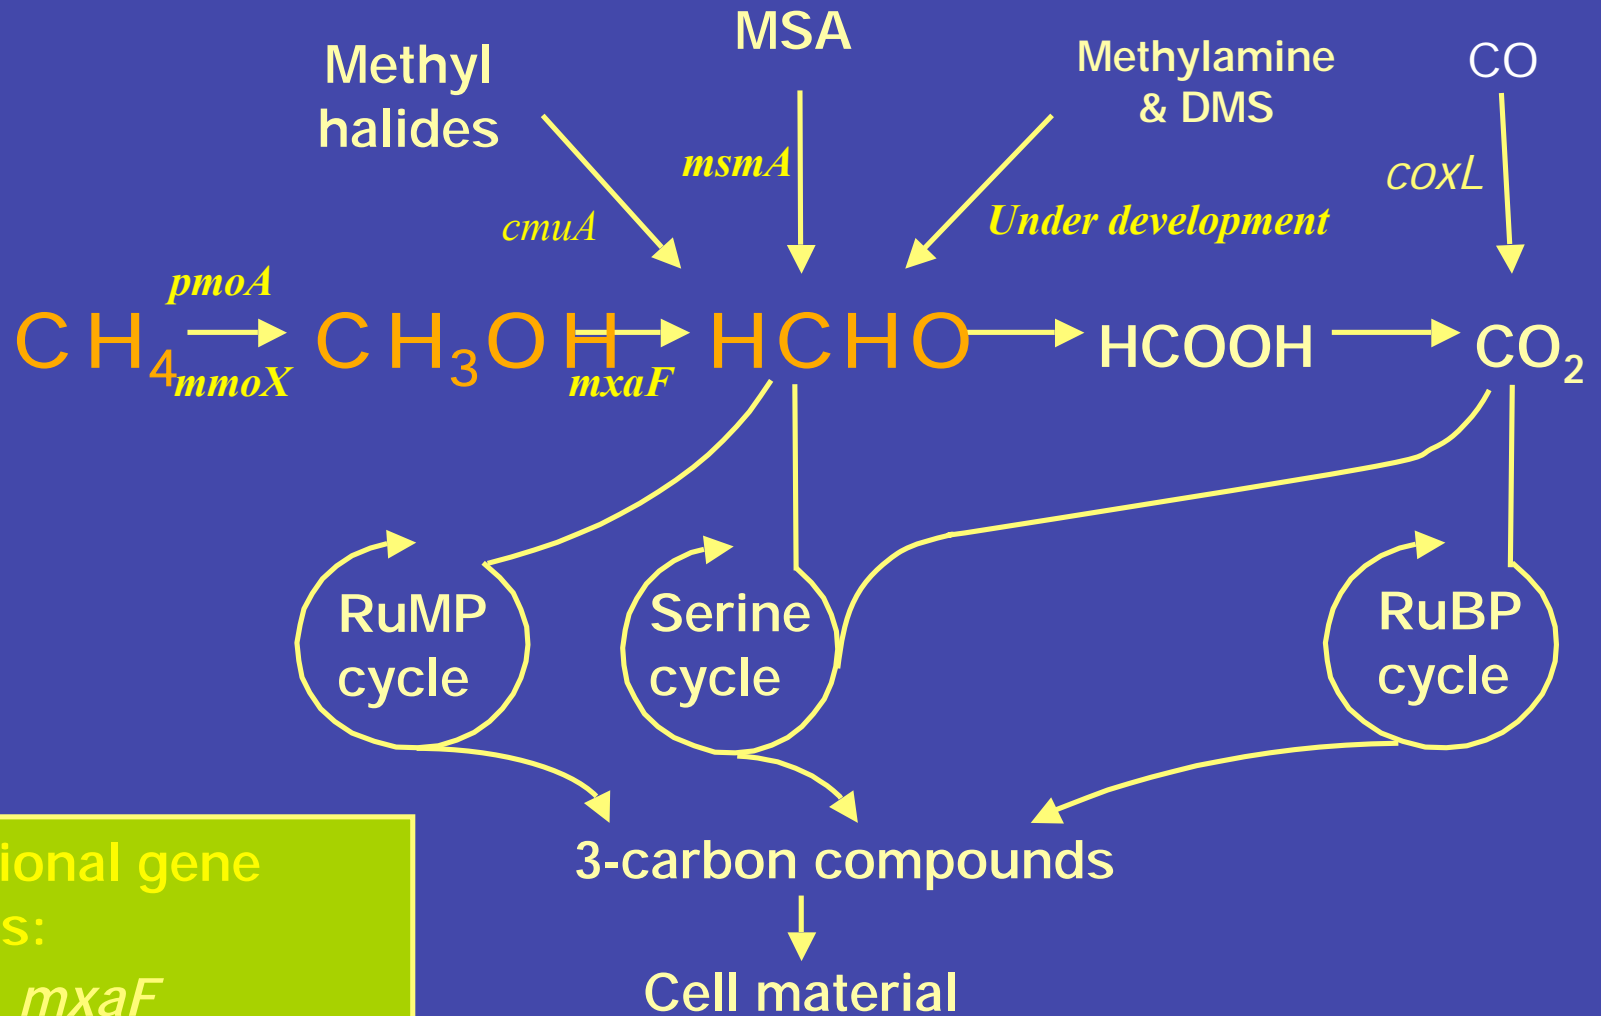 MSA
Methyl
halides
Methylamine
& DMS
CO
msmA
coxL
cmuA
Under development
pmoA
CH4 CH3OH HCHO HCOOH CO2
mmoX
mxaF
RuMP
cycle
Serine
cycle
RuBP
cycle
3-carbon compounds
Cell material
gene
mxaF